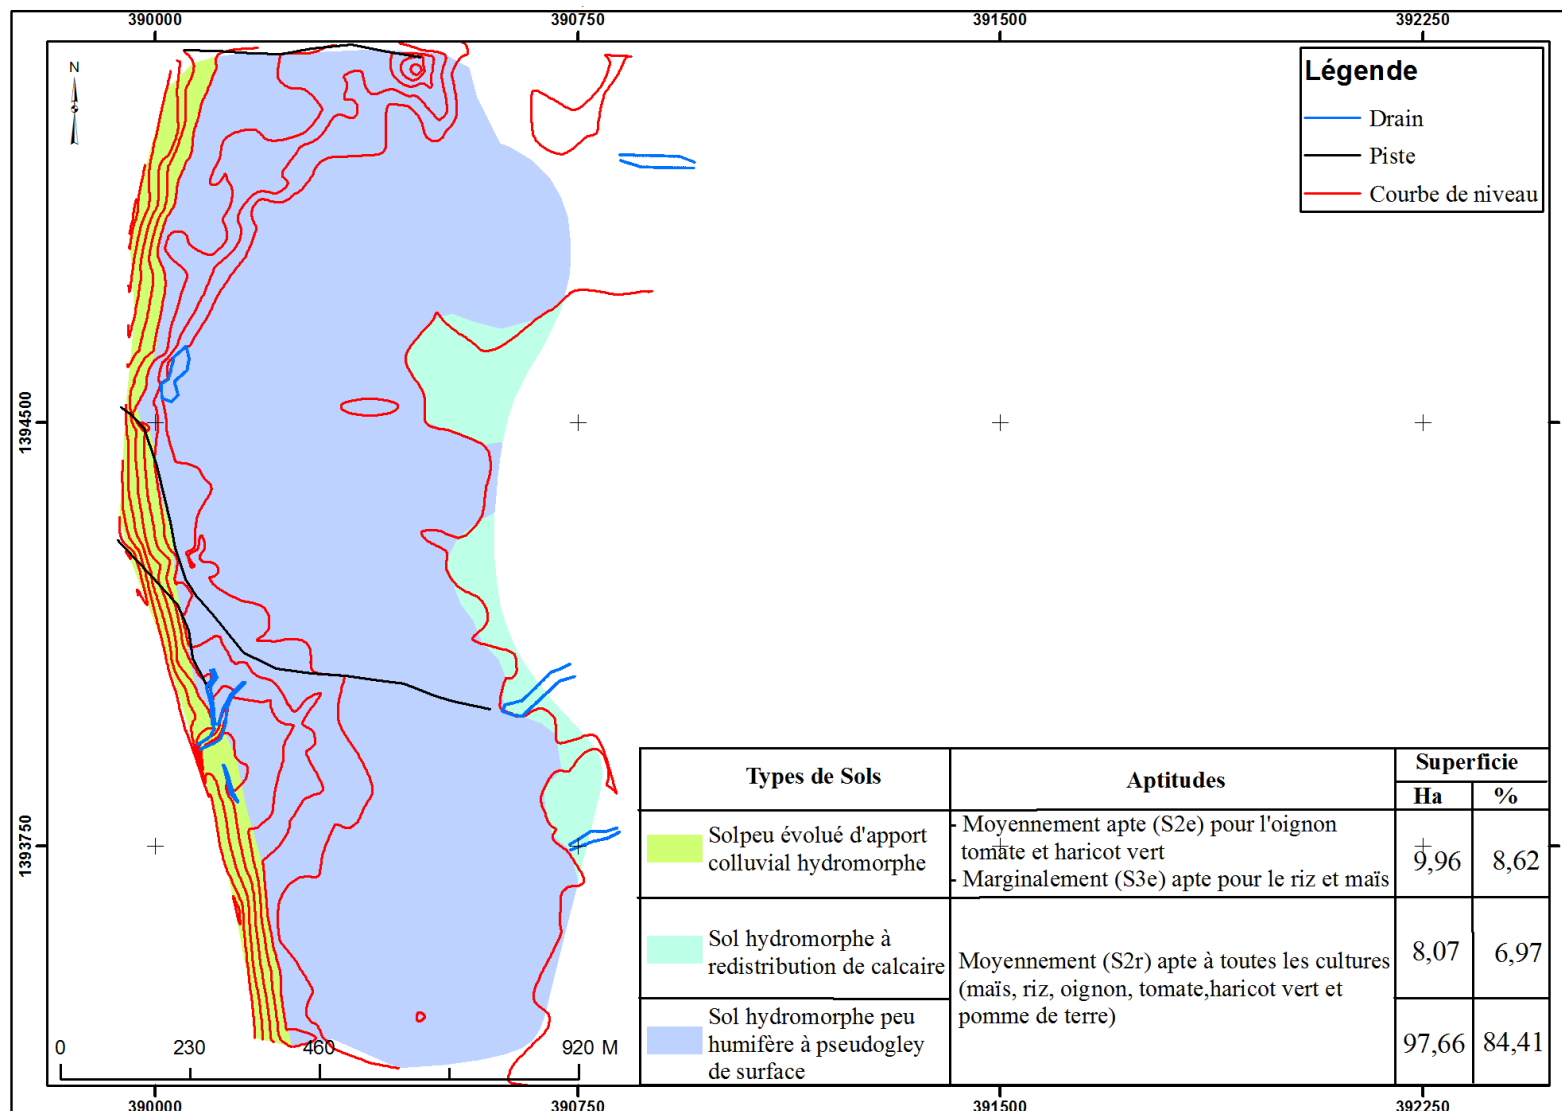 390000
390750
391500
392250
N
Légende
Drain
Piste
Courbe de niveau
1394500
1393750
Types de Sols
Aptitudes
Superficie
Ha
%
Solpeu évolué d'apport
colluvial hydromorphe
- Moyennement apte (S2e) pour l'oignon
tomate et haricot vert
- Marginalement (S3e) apte pour le riz et maïs
9,96
8,62
Sol hydromorphe à
redistribution de calcaire
Moyennement (S2r) apte à toutes les cultures
(maïs, riz, oignon, tomate,haricot vert et
pomme de terre)
8,07
6,97
Sol hydromorphe peu
humifère à pseudogley
de surface
97,66
84,41
0
230
460
920 M
390000
390750
391500
392250